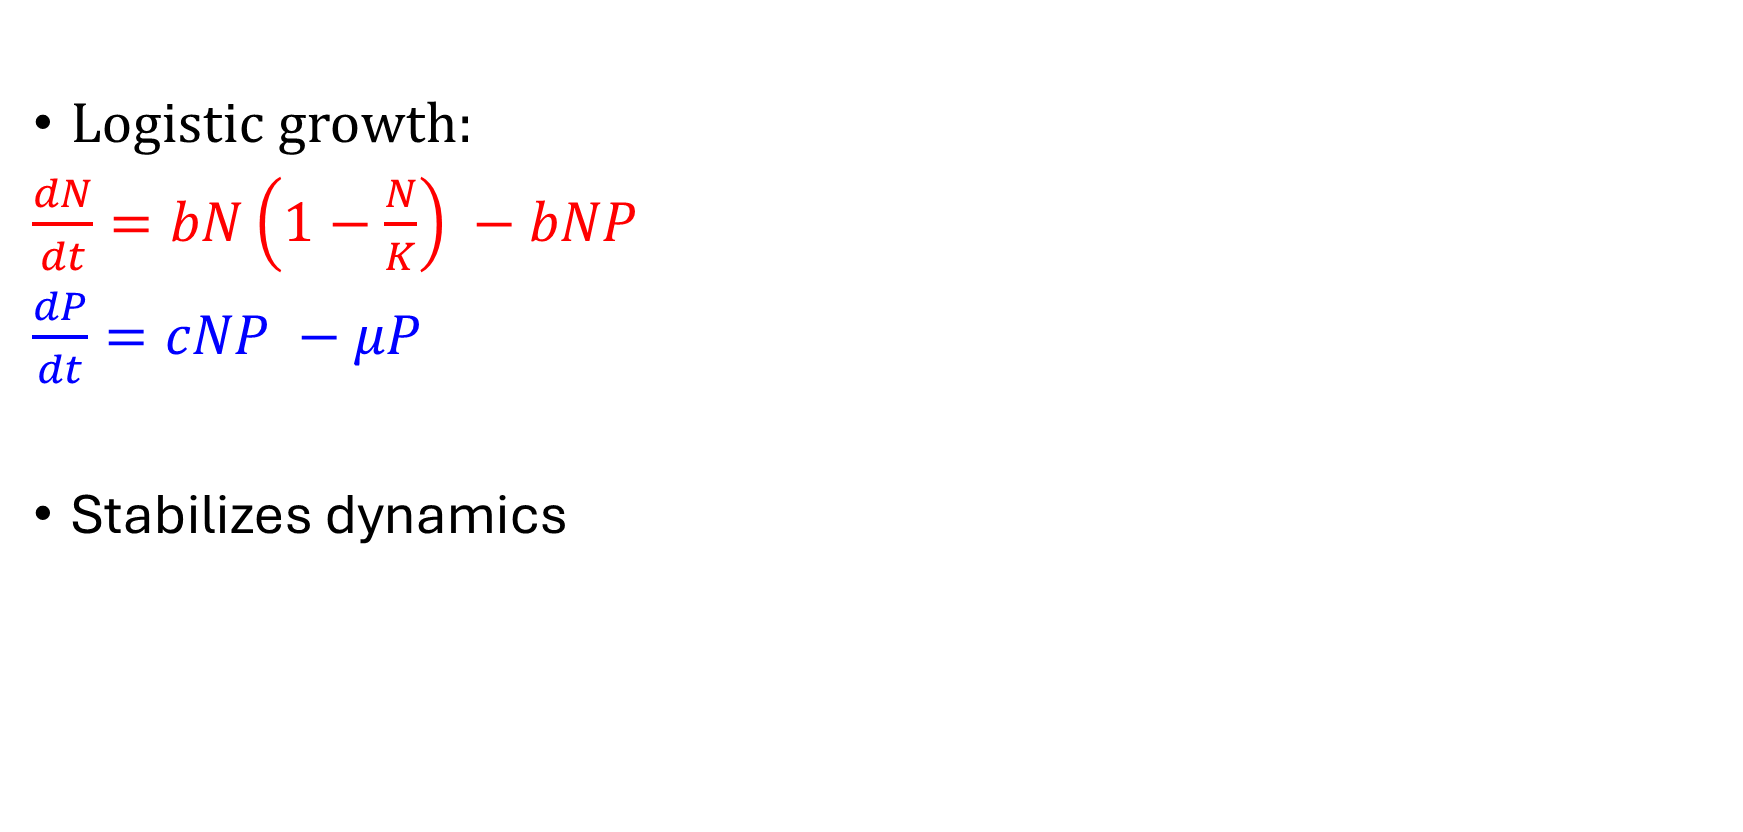 • Logistic growth:
dN/dt = bN (1 − N/K) − bNP
dP/dt = cNP − μP
• Stabilizes dynamics